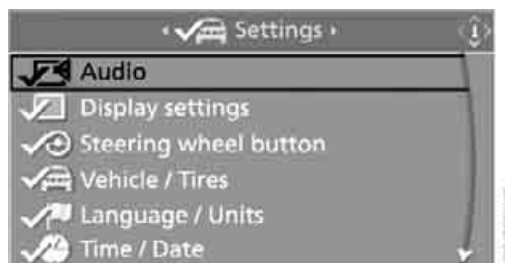 Settings
Audio
Display settings
Steering wheel button
Vehicle / Tires
Language / Units
Time / Date